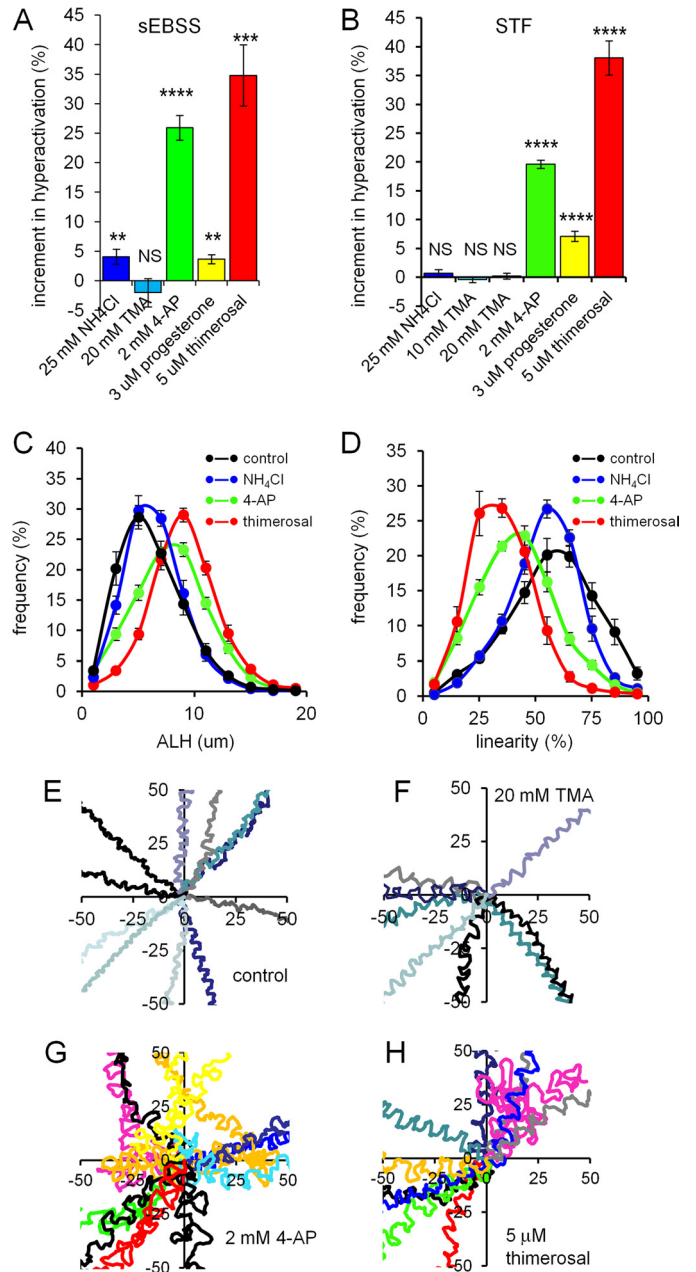 A
sEBSS
increment in hyperactivation (%)
45
40
35
30
25
20
15
10
5
0
-5
**
NS
****
**
***
25 mM NH4Cl
20 mM TMA
2 mM 4-AP
3 uM progesterone
5 uM thimerosal
B
STF
increment in hyperactivation (%)
45
40
35
30
25
20
15
10
5
0
-5
NS
NS
NS
****
****
****
25 mM NH4Cl
10 mM TMA
20 mM TMA
2 mM 4-AP
3 uM progesterone
5 uM thimerosal
C
frequency (%)
40
35
30
25
20
15
10
5
0
0
10
20
ALH (um)
control
NH₄Cl
4-AP
thimerosal
D
frequency (%)
35
30
25
20
15
10
5
0
0
25
50
75
100
linearity (%)
control
NH₄Cl
4-AP
thimerosal
E
50
25
0
-25
-50
-50
-25
0
25
50
control
F
20 mM TMA
50
25
0
-25
-50
-50
-25
0
25
50
G
50
25
0
-25
-50
-50
-25
0
25
50
2 mM 4-AP
H
50
25
0
-25
-50
-50
-25
0
25
50
5 μM
thimerosal